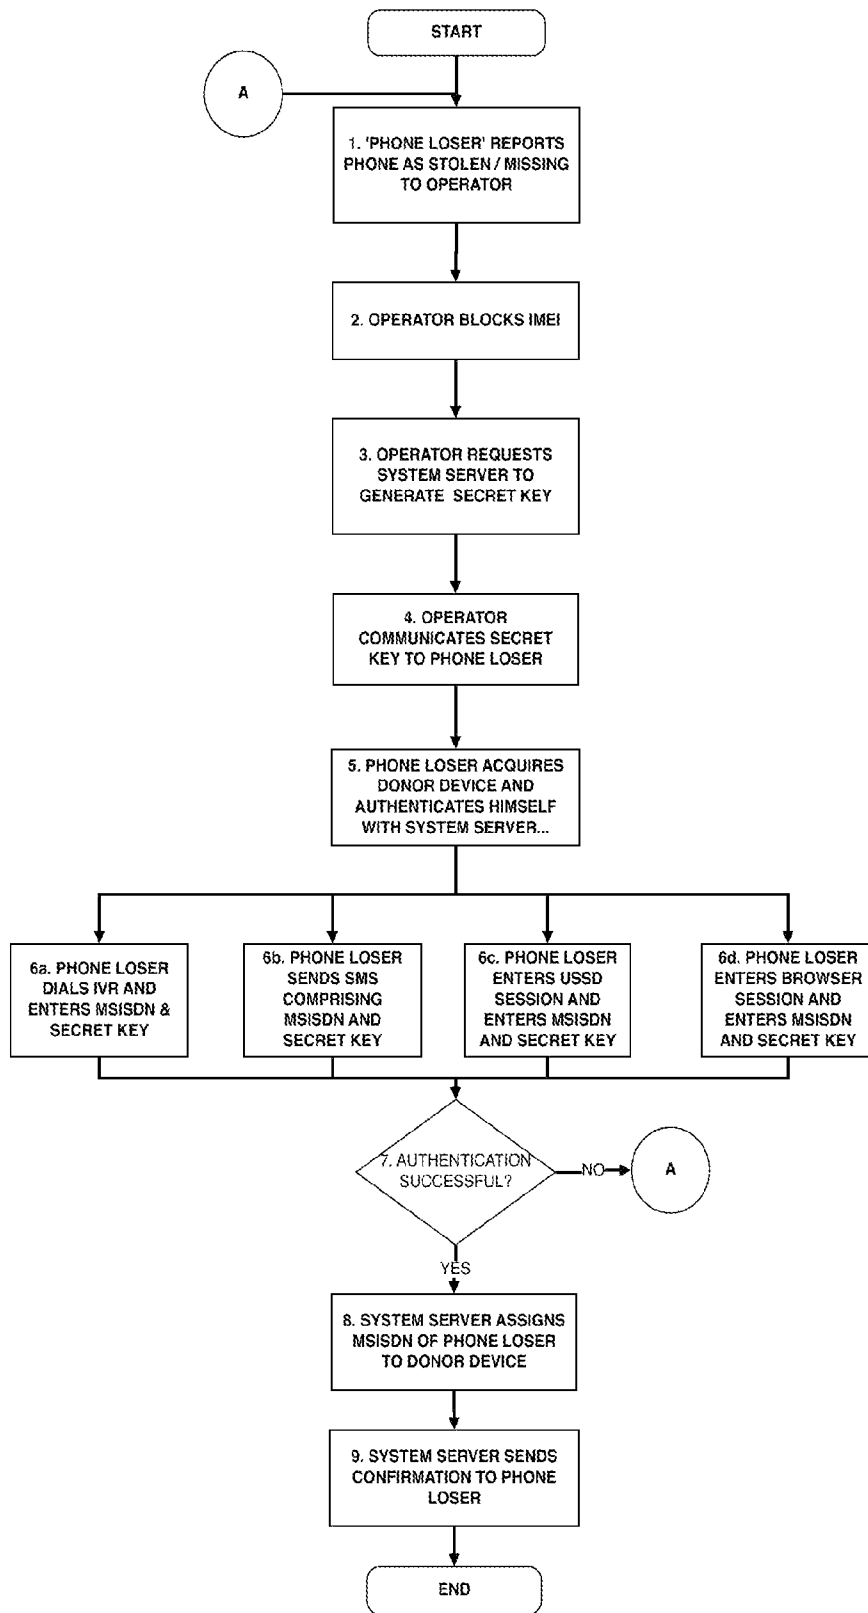 START
A
1. 'PHONE LOSER' REPORTS
PHONE AS STOLEN / MISSING
TO OPERATOR
2. OPERATOR BLOCKS IMEI
3. OPERATOR REQUESTS
SYSTEM SERVER TO
GENERATE SECRET KEY
4. OPERATOR
COMMUNICATES SECRET
KEY TO PHONE LOSER
5. PHONE LOSER ACQUIRES
DONOR DEVICE AND
AUTHENTICATES HIMSELF
WITH SYSTEM SERVER...
6a. PHONE LOSER
DIALS IVR AND
ENTERS MSISDN &
SECRET KEY
6b. PHONE LOSER
SENDS SMS
COMPRISING
MSISDN AND
SECRET KEY
6c. PHONE LOSER
ENTERS USSD
SESSION AND
ENTERS MSISDN
AND SECRET KEY
6d. PHONE LOSER
ENTERS BROWSER
SESSION AND
ENTERS MSISDN
AND SECRET KEY
7. AUTHENTICATION
SUCCESSFUL?
NO
A
YES
8. SYSTEM SERVER ASSIGNS
MSISDN OF PHONE LOSER
TO DONOR DEVICE
9. SYSTEM SERVER SENDS
CONFIRMATION TO PHONE
LOSER
END